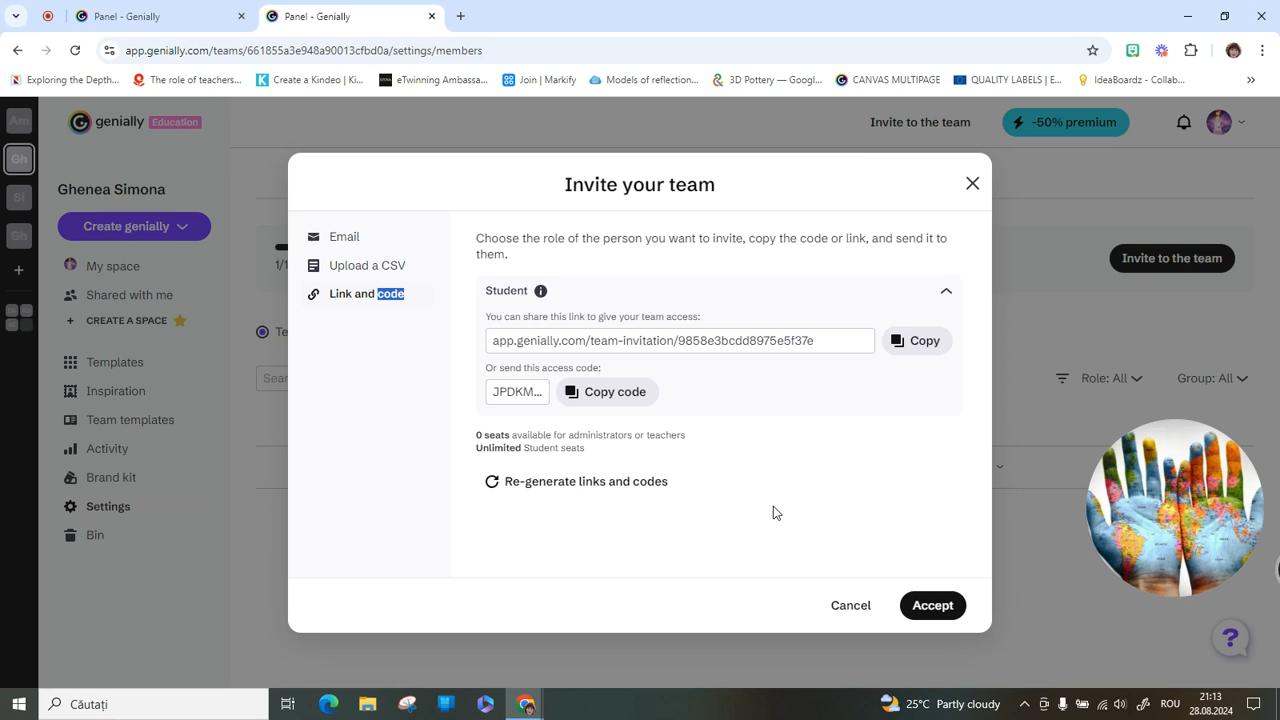 Panel - Genially
Panel - Genially
app.genially.com/teams/661855a3e948a90013cfbd0a/settings/members
Exploring the Depth...
The role of teachers...
Create a Kindeo | Ki...
eTwinning Ambassa...
Join | Markify
Models of reflection...
3D Pottery — Googl...
CANVAS MULTIPAGE
QUALITY LABELS | E...
IdeaBoardz - Collab...
Am
Gh
Si
Gh
genially Education
Invite to the team
-50% premium
Ghenea Simona
Create genially
My space
Shared with me
+ CREATE A SPACE
Templates
Inspiration
Team templates
Activity
Brand kit
Settings
Bin
1/1
Te
Sear
Invite to the team
Role: All
Group: All
Invite your team
Email
Upload a CSV
Link and code
Choose the role of the person you want to invite, copy the code or link, and send it to
them.
Student
You can share this link to give your team access:
app.genially.com/team-invitation/9858e3bcdd8975e5f37e
Copy
Or send this access code:
JPDKM...
Copy code
0 seats available for administrators or teachers
Unlimited Student seats
Re-generate links and codes
Cancel
Accept
?
Căutați
25°C Partly cloudy
ROU
21:13
28.08.2024